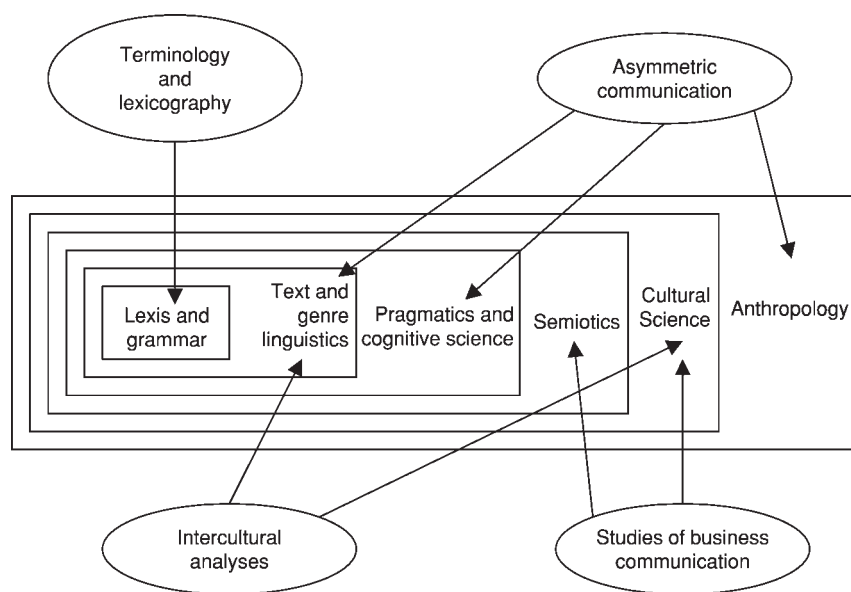 Terminology
and
lexicography
Asymmetric
communication
Lexis and
grammar
Text and
genre
linguistics
Pragmatics and
cognitive science
Semiotics
Cultural
Science
Anthropology
Intercultural
analyses
Studies of business
communication